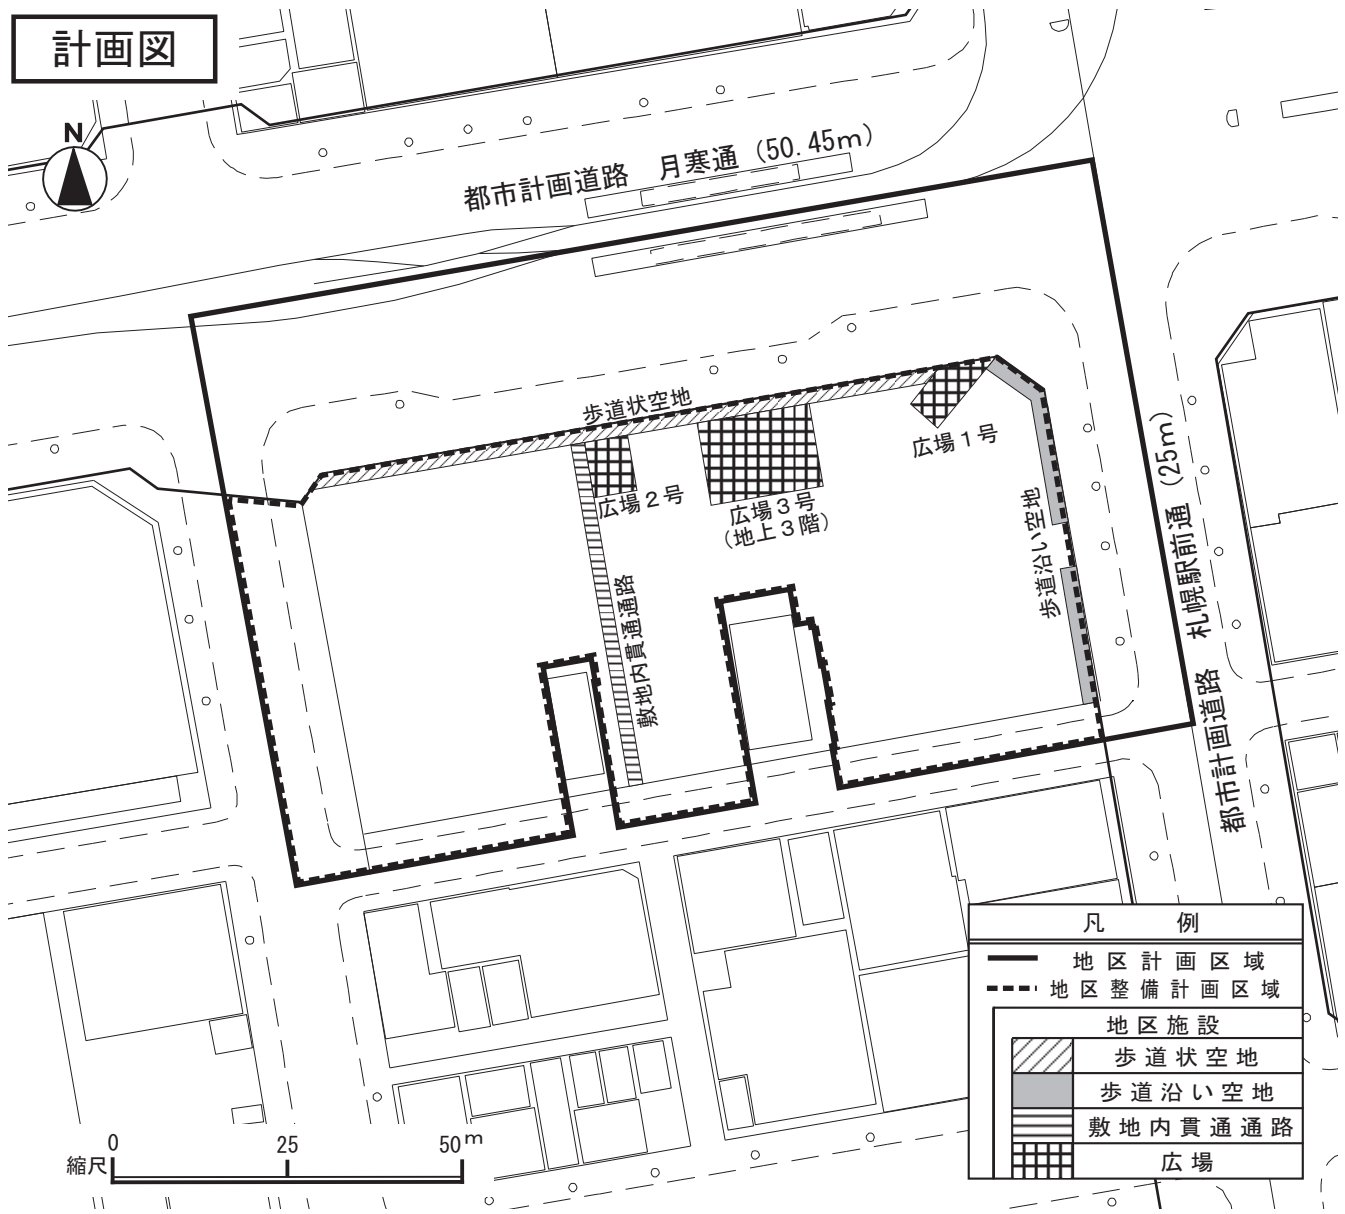 計画図
N
都市計画道路 月寒通（50.45ｍ）
歩道状空地
広場１号
広場２号
広場３号
（地上３階）
歩道沿い空地
敷地内貫通通路
都市計画道路 札幌駅前通（25ｍ）
凡例
地区計画区域
地区整備計画区域
地区施設
歩道状空地
歩道沿い空地
敷地内貫通通路
広場
0 25 50ｍ
縮尺